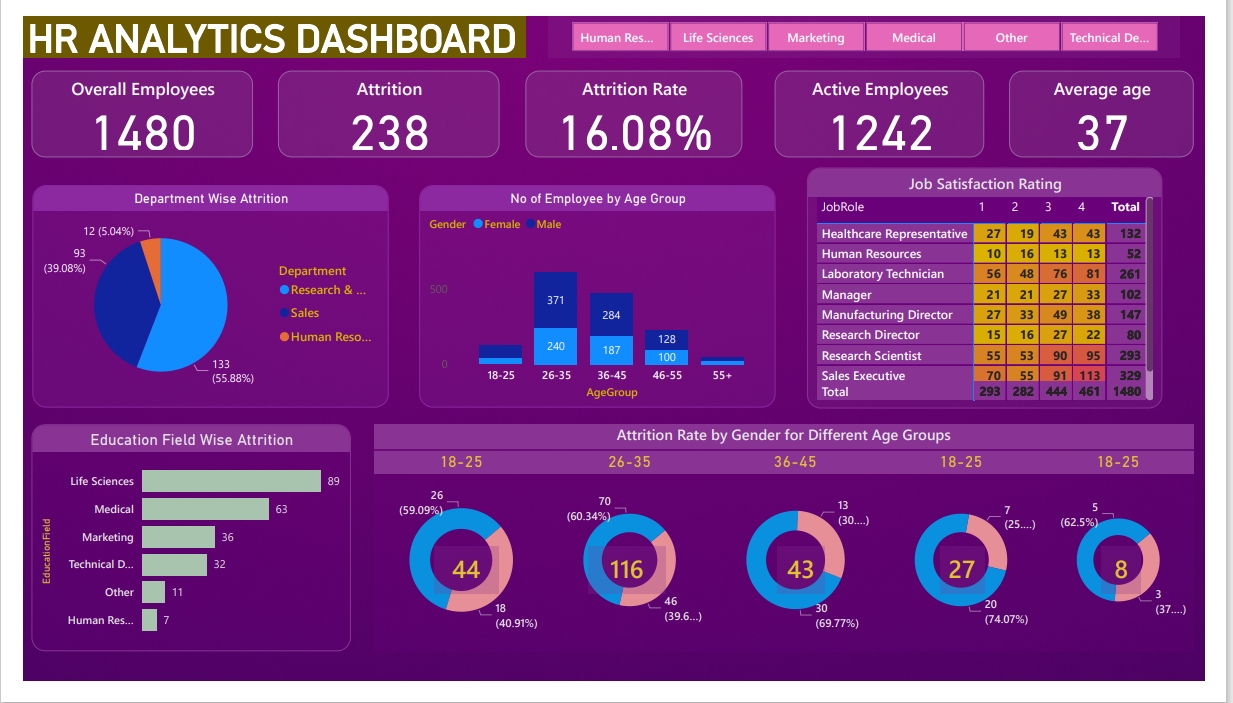 HR ANALYTICS DASHBOARD
Human Res... Life Sciences Marketing Medical Other Technical De...
Overall Employees
1480
Attrition
238
Attrition Rate
16.08%
Active Employees
1242
Average age
37
Department Wise Attrition
12 (5.04%)
93
(39.08%)
133
(55.88%)
Department
Research & ...
Sales
Human Reso...
No of Employee by Age Group
Gender Female Male
500
0
371
240
284
187
128
100
18-25 26-35 36-45 46-55 55+
AgeGroup
Job Satisfaction Rating
JobRole 1 2 3 4 Total
Healthcare Representative 27 19 43 43 132
Human Resources 10 16 13 13 52
Laboratory Technician 56 48 76 81 261
Manager 21 21 27 33 102
Manufacturing Director 27 33 49 38 147
Research Director 15 16 27 22 80
Research Scientist 55 53 90 95 293
Sales Executive 70 55 91 113 329
Total 293 282 444 461 1480
Education Field Wise Attrition
EducationField
Life Sciences 89
Medical 63
Marketing 36
Technical D... 32
Other 11
Human Res... 7
Attrition Rate by Gender for Different Age Groups
18-25 26-35 36-45 18-25 18-25
26
(59.09%)
44
18
(40.91%)
70
(60.34%)
116
46
(39.6...)
13
(30....)
43
30
(69.77%)
7
(25....)
27
20
(74.07%)
5
(62.5%)
8
3
(37....)